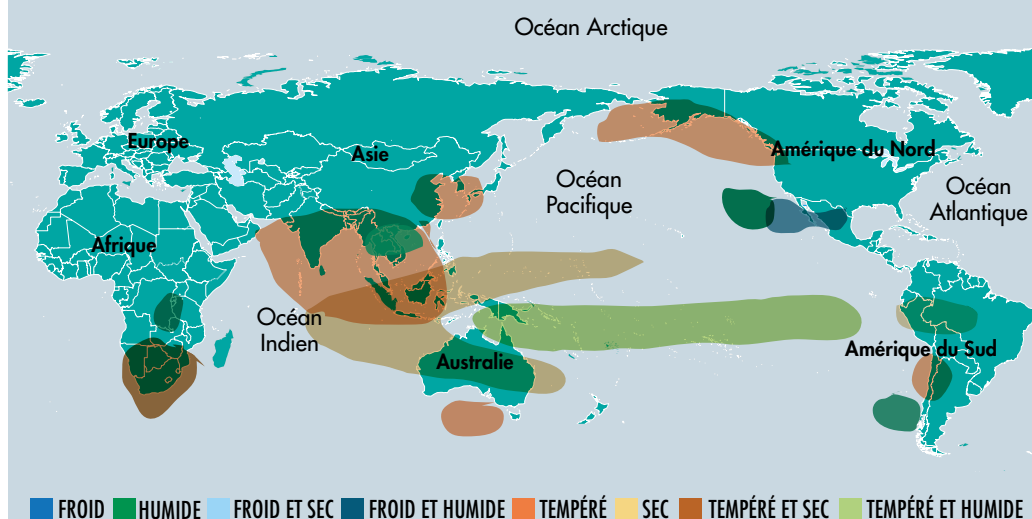 Océan Arctique
Europe
Asie
Amérique du Nord
Océan
Pacifique
Océan
Atlantique
Afrique
Océan
Indien
Australie
Amérique du Sud
FROID HUMIDE FROID ET SEC FROID ET HUMIDE TEMPÉRÉ SEC TEMPÉRÉ ET SEC TEMPÉRÉ ET HUMIDE